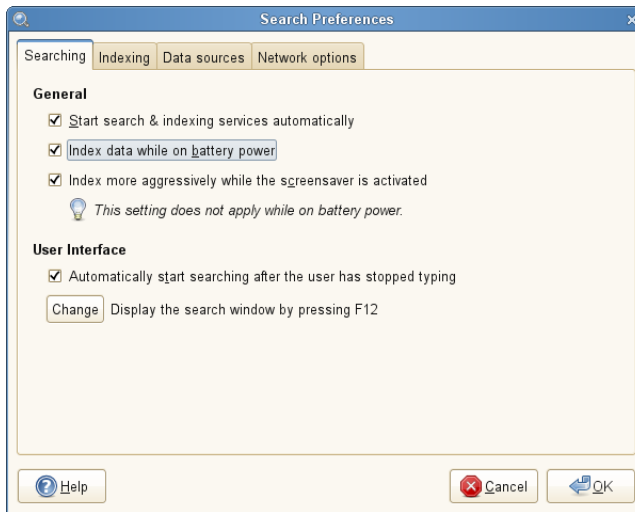 Search Preferences
Searching Indexing Data sources Network options
General
Start search & indexing services automatically
Index data while on battery power
Index more aggressively while the screensaver is activated
This setting does not apply while on battery power.
User Interface
Automatically start searching after the user has stopped typing
Change Display the search window by pressing F12
Help Cancel OK